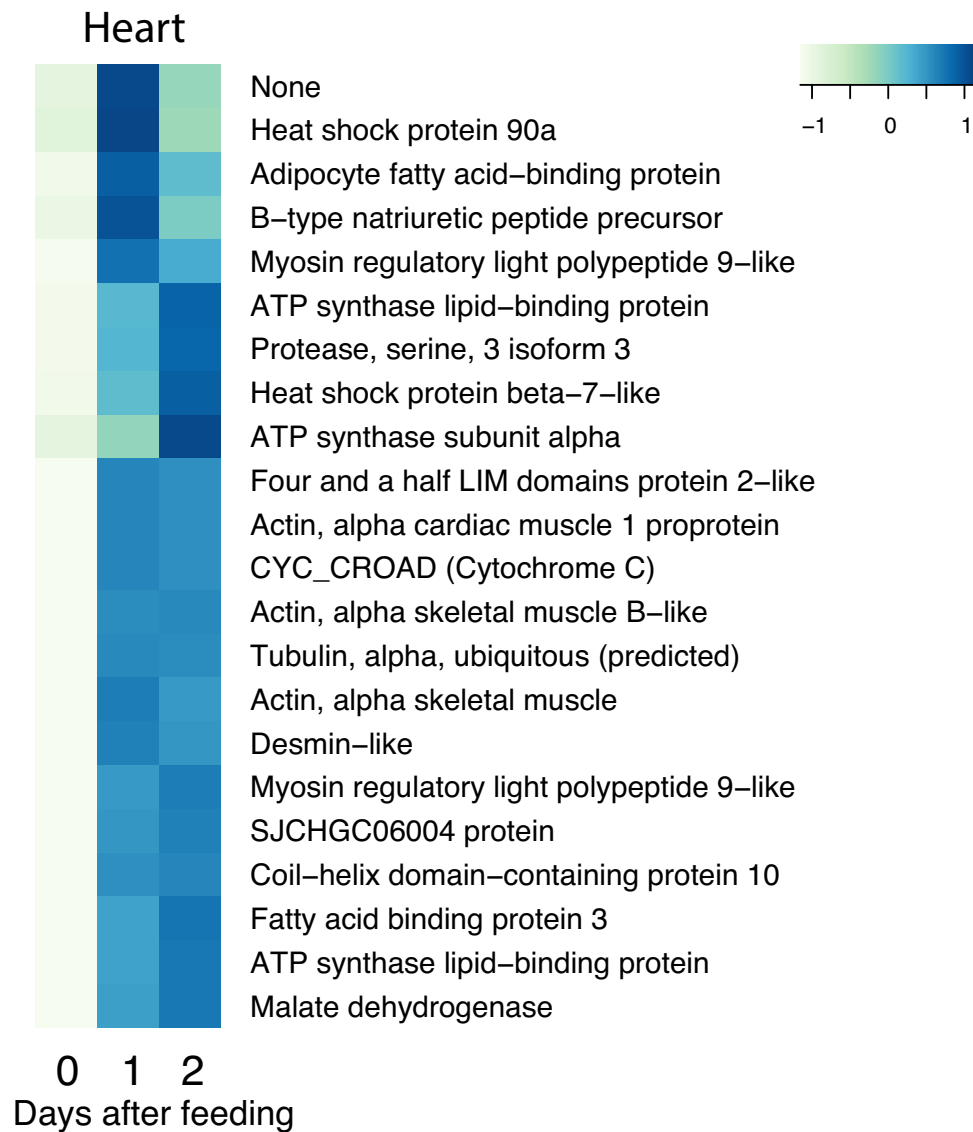 Heart
−1 0 1
None
Heat shock protein 90a
Adipocyte fatty acid−binding protein
B−type natriuretic peptide precursor
Myosin regulatory light polypeptide 9−like
ATP synthase lipid−binding protein
Protease, serine, 3 isoform 3
Heat shock protein beta−7−like
ATP synthase subunit alpha
Four and a half LIM domains protein 2−like
Actin, alpha cardiac muscle 1 proprotein
CYC_CROAD (Cytochrome C)
Actin, alpha skeletal muscle B−like
Tubulin, alpha, ubiquitous (predicted)
Actin, alpha skeletal muscle
Desmin−like
Myosin regulatory light polypeptide 9−like
SJCHGC06004 protein
Coil−helix domain−containing protein 10
Fatty acid binding protein 3
ATP synthase lipid−binding protein
Malate dehydrogenase
0 1 2
Days after feeding